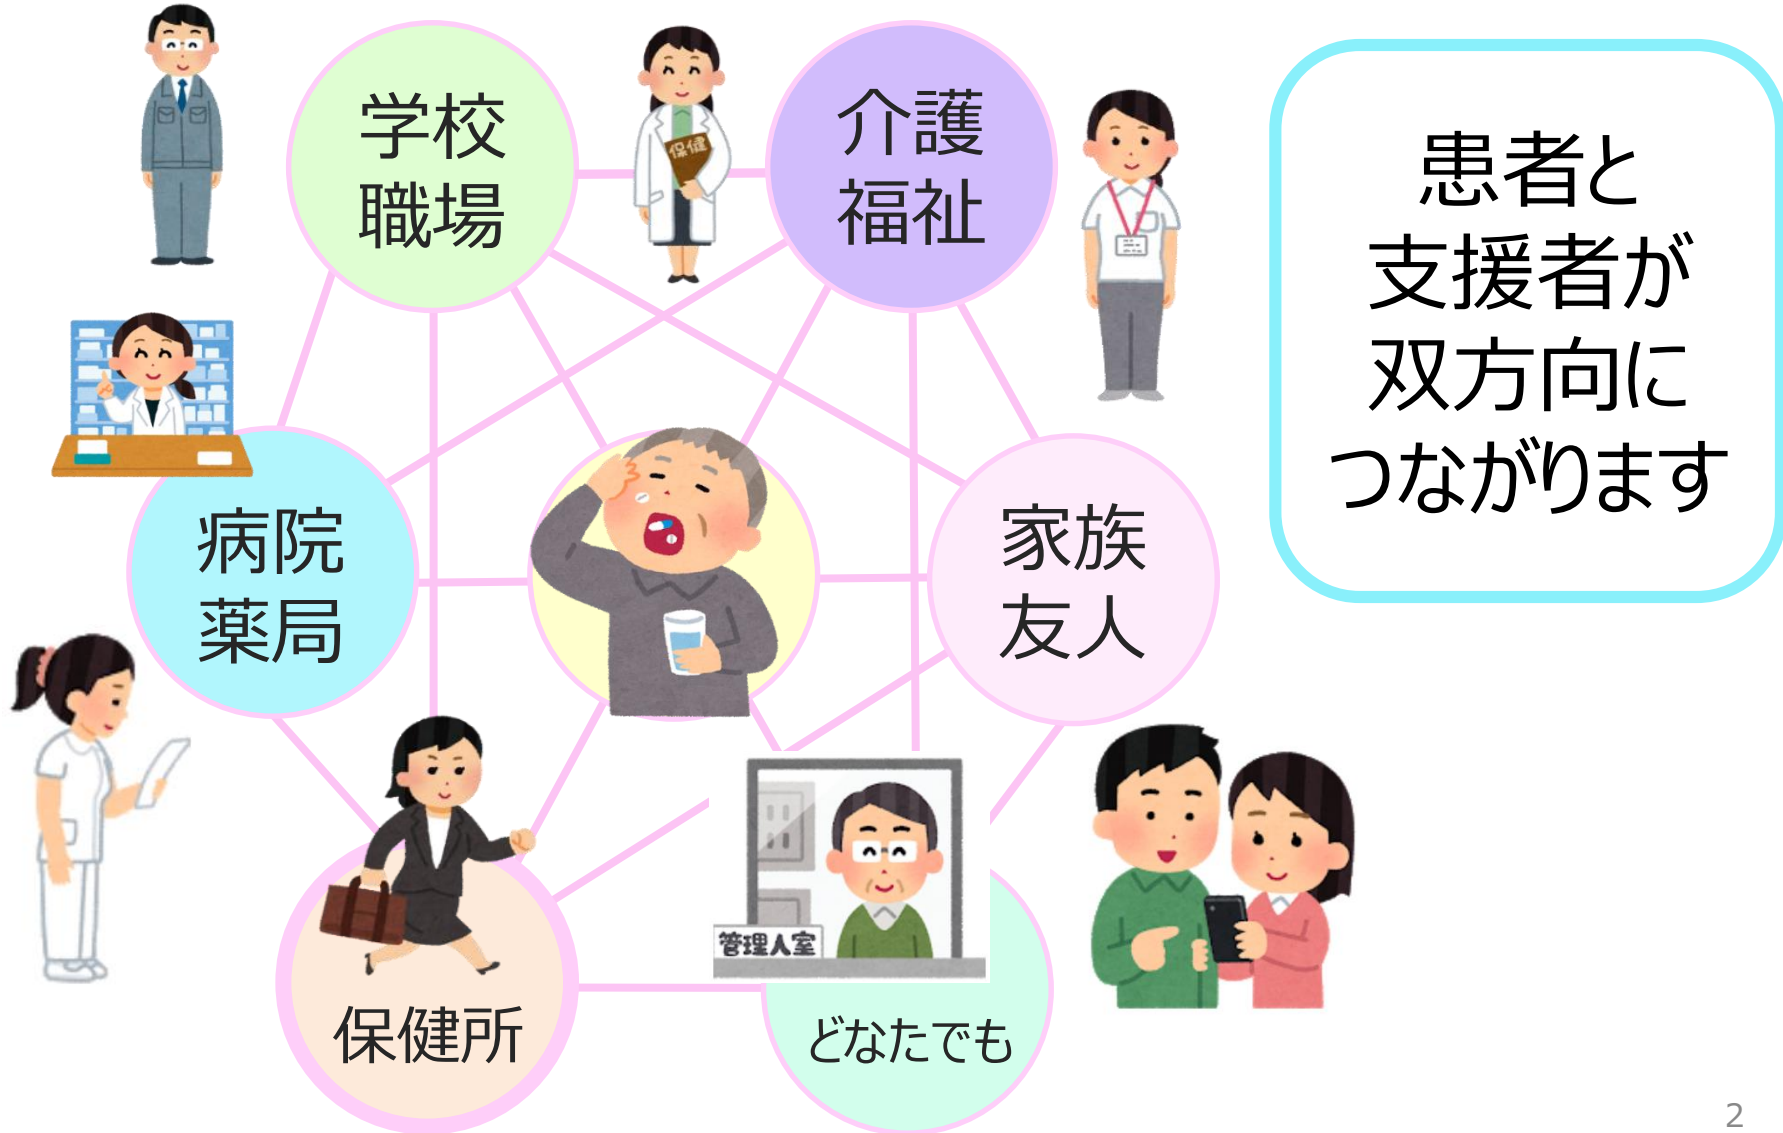 学校
職場
保健
介護
福祉
患者と
支援者が
双方向に
つながります
病院
薬局
家族
友人
管理人室
保健所
どなたでも
2